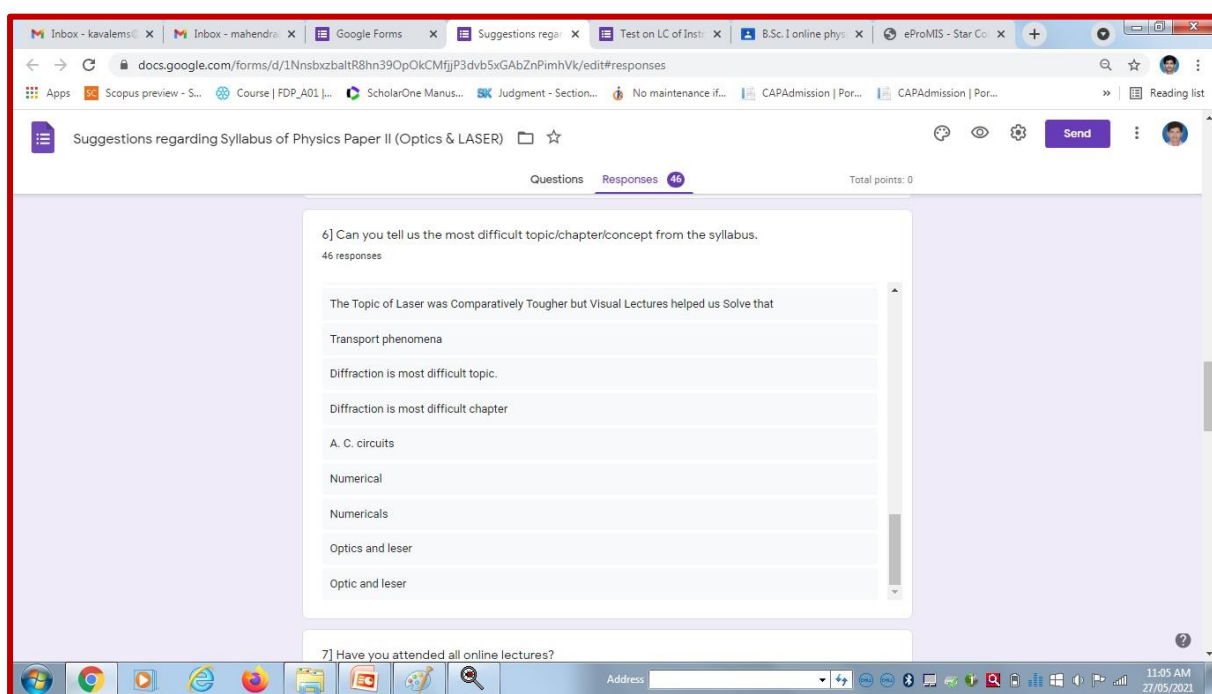 Inbox - kavalems@
Inbox - mahendra
Google Forms
Suggestions regar
Test on LC of Instr
B.Sc. I online phys
eProMIS - Star Col
docs.google.com/forms/d/1NnsbxzbaltR8hn39OpOkCMfjjP3dvb5xGAbZnPimhVk/edit#responses
Apps
Scopus preview - S...
Course | FDP_A01 |...
ScholarOne Manus...
Judgment - Section...
No maintenance if...
CAPAdmission | Por...
CAPAdmission | Por...
»
Reading list
Suggestions regarding Syllabus of Physics Paper II (Optics & LASER)
Send
Questions
Responses 46
Total points: 0
6] Can you tell us the most difficult topic/chapter/concept from the syllabus.
46 responses
The Topic of Laser was Comparatively Tougher but Visual Lectures helped us Solve that
Transport phenomena
Diffraction is most difficult topic.
Diffraction is most difficult chapter
A. C. circuits
Numerical
Numericals
Optics and leser
Optic and leser
7] Have you attended all online lectures?
Address
11:05 AM
27/05/2021